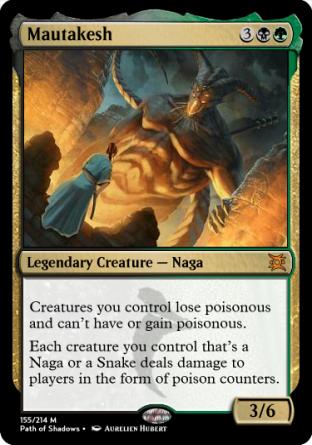 Mautakesh 3
Legendary Creature — Naga
Creatures you control lose poisonous
and can't have or gain poisonous.
Each creature you control that's a
Naga or a Snake deals damage to
players in the form of poison counters.
3/6
155/214 M
Path of Shadows • Aurelien Hubert